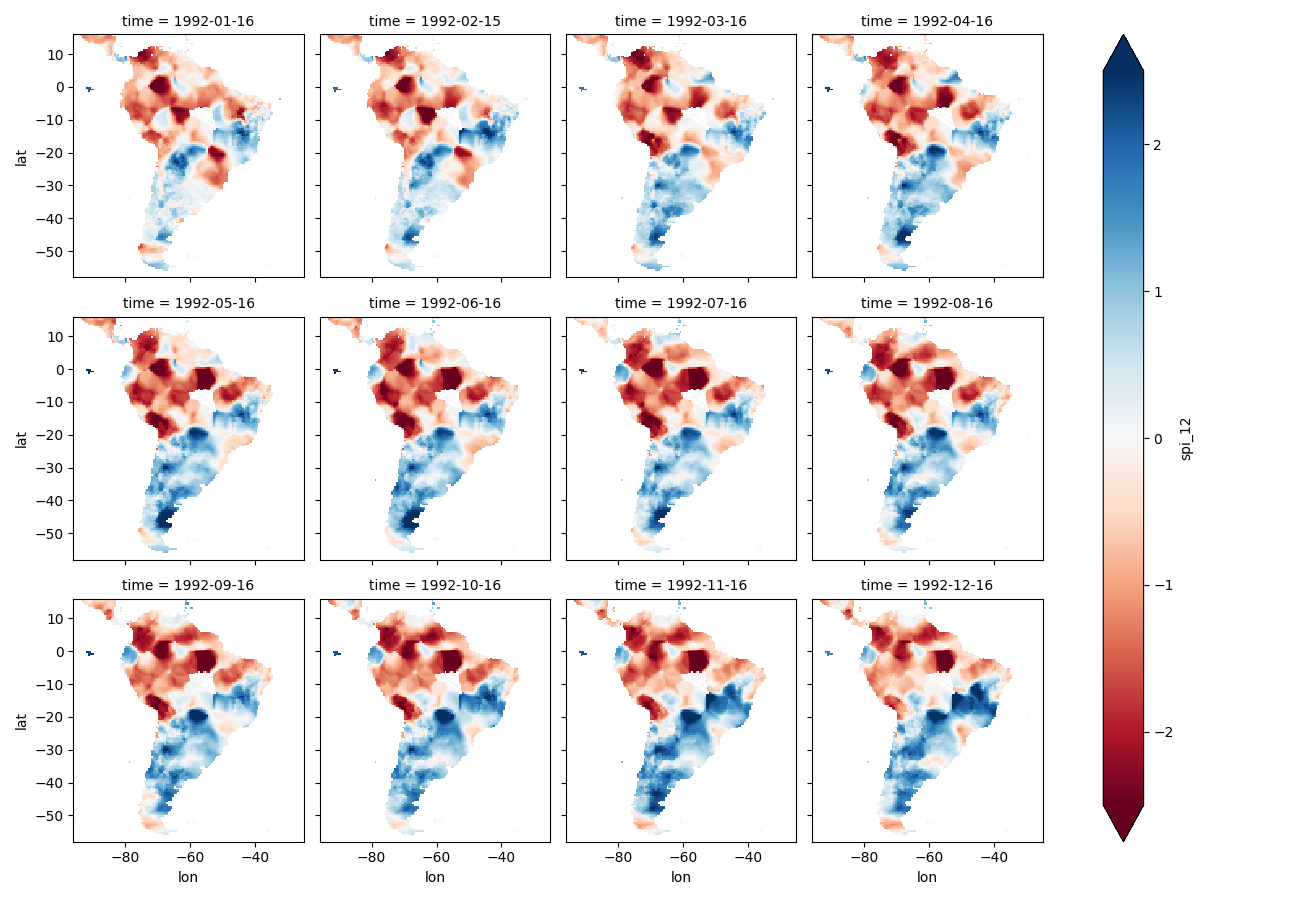 time = 1992-01-16
time = 1992-02-15
time = 1992-03-16
time = 1992-04-16
10
0
−10
−20
−30
−40
−50
lat
time = 1992-05-16
time = 1992-06-16
time = 1992-07-16
time = 1992-08-16
10
0
−10
−20
−30
−40
−50
lat
time = 1992-09-16
time = 1992-10-16
time = 1992-11-16
time = 1992-12-16
10
0
−10
−20
−30
−40
−50
lat
−80
−60
−40
lon
−80
−60
−40
lon
−80
−60
−40
lon
−80
−60
−40
lon
2
1
0
−1
−2
spi_12